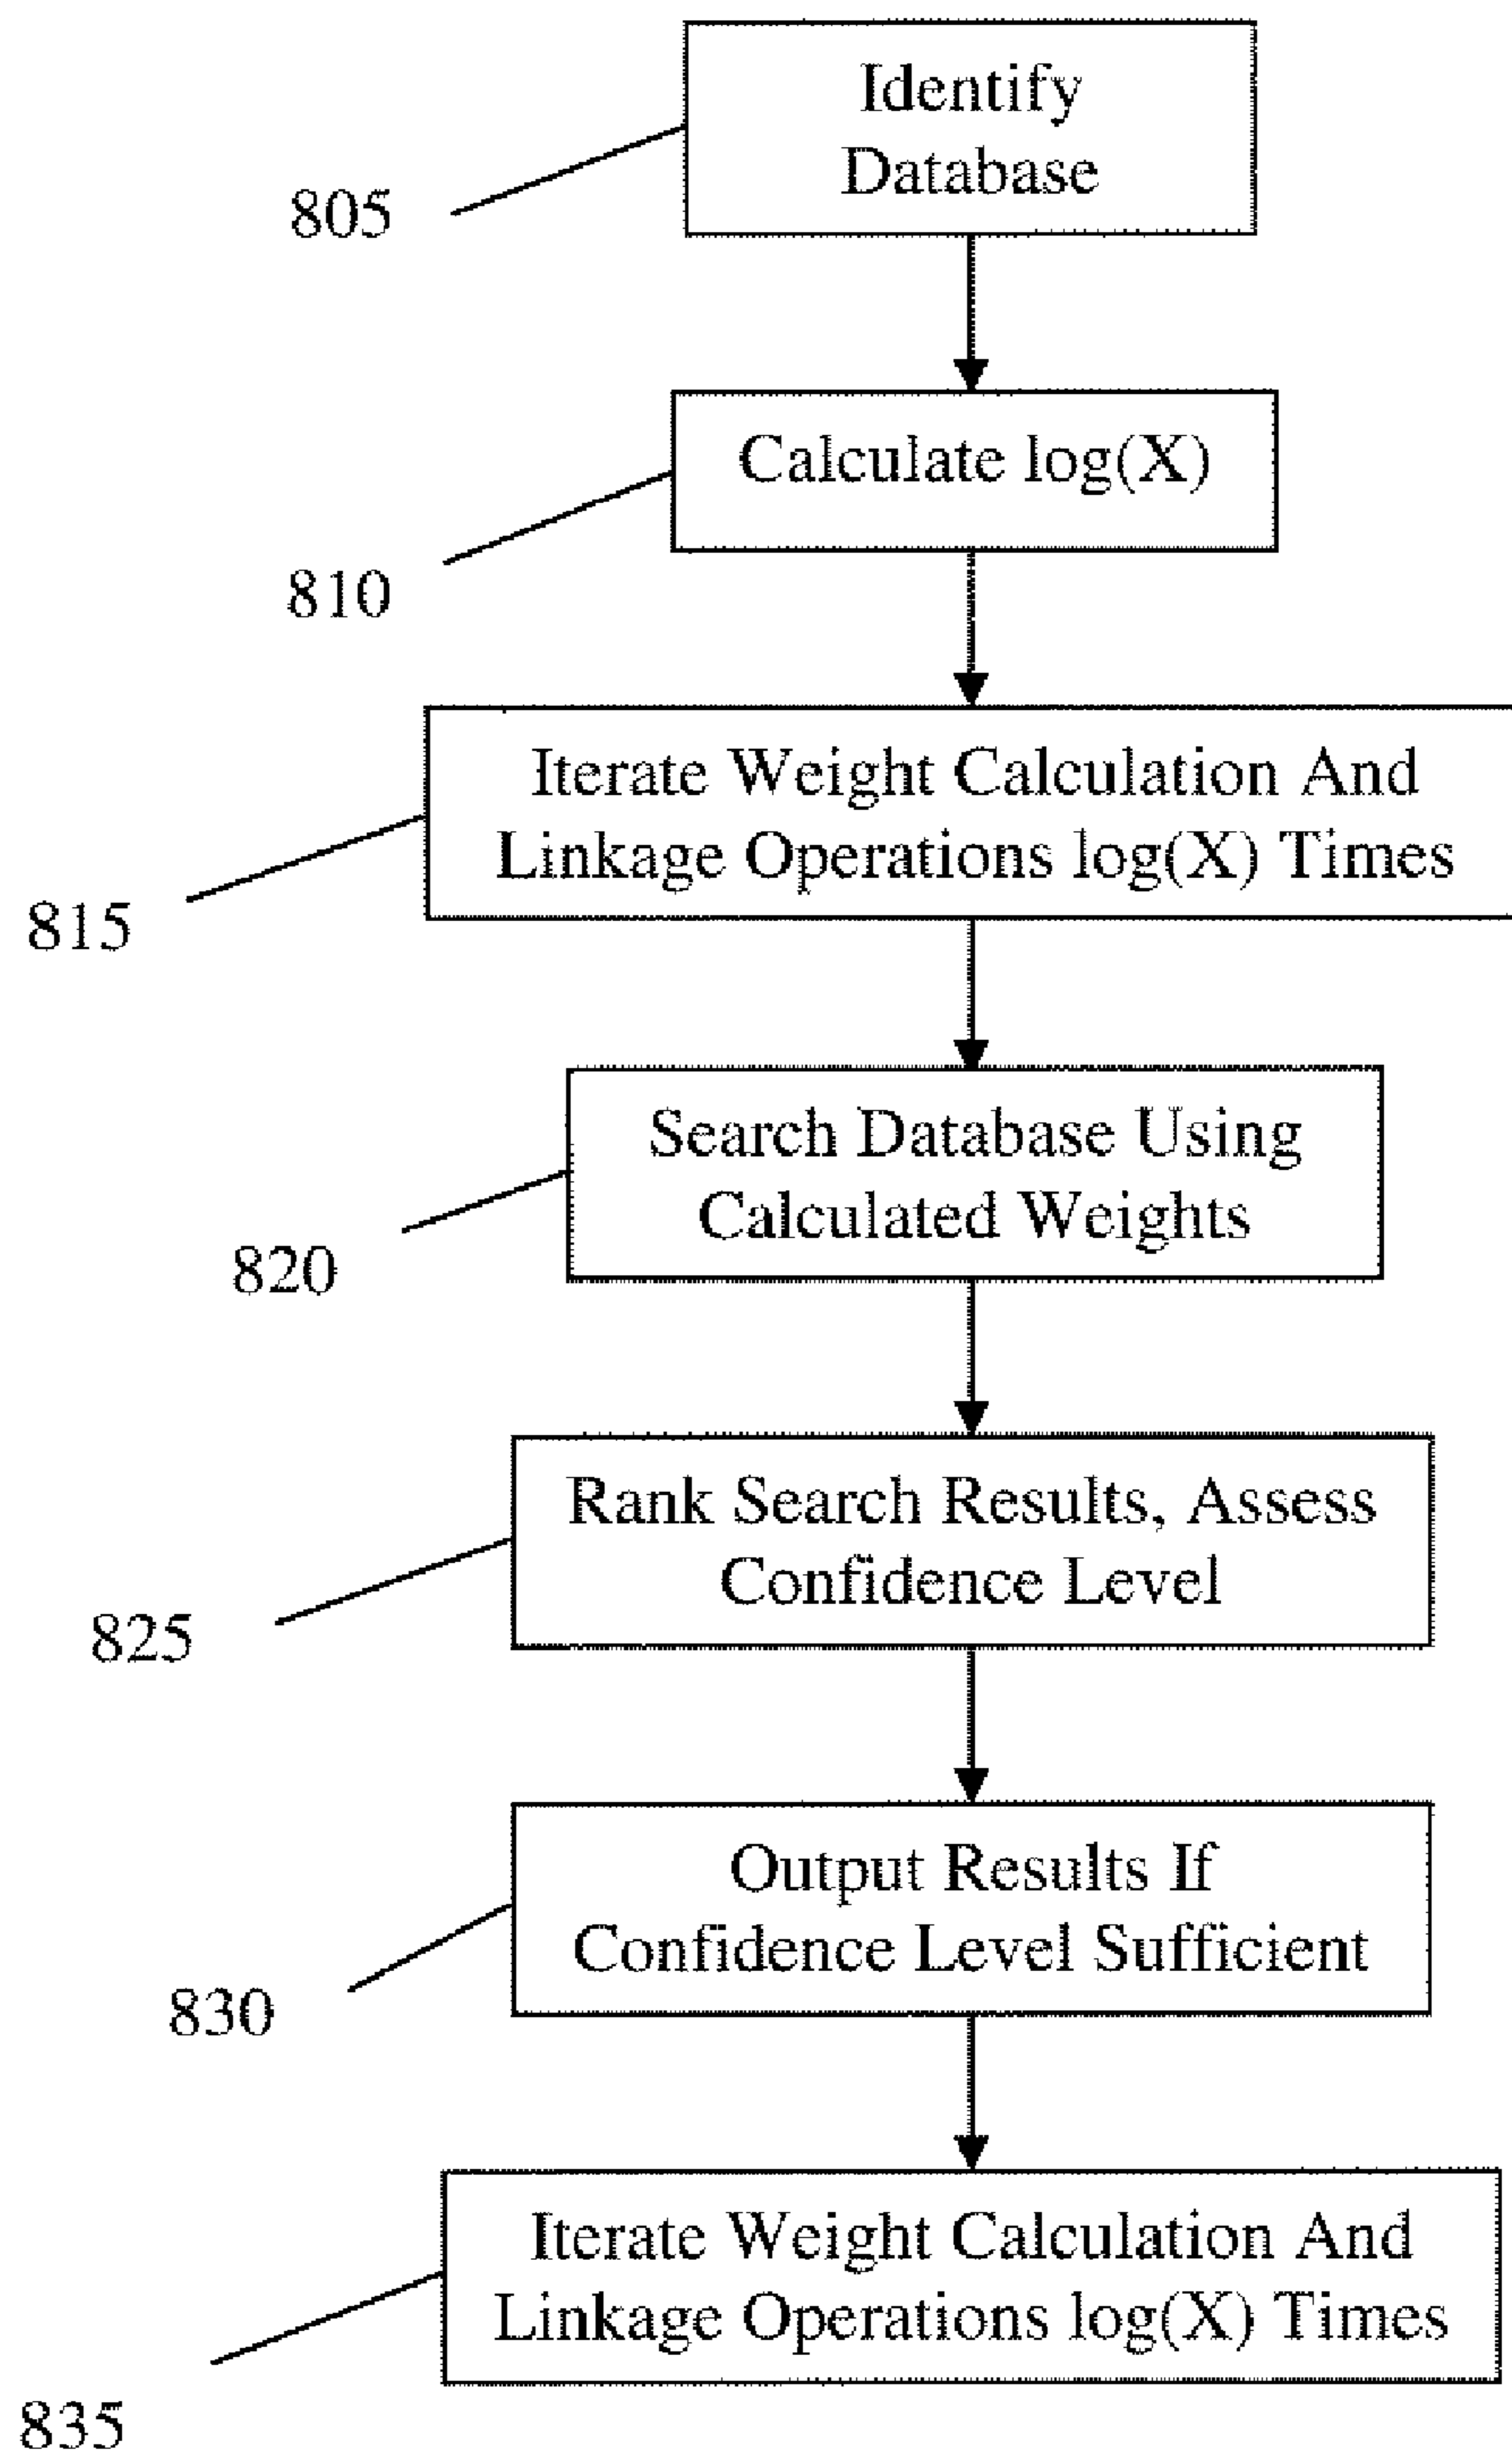 Identify
Database
805
Calculate log(X)
810
Iterate Weight Calculation And
Linkage Operations log(X) Times
815
Search Database Using
Calculated Weights
820
Rank Search Results, Assess
Confidence Level
825
Output Results If
Confidence Level Sufficient
830
Iterate Weight Calculation And
Linkage Operations log(X) Times
835